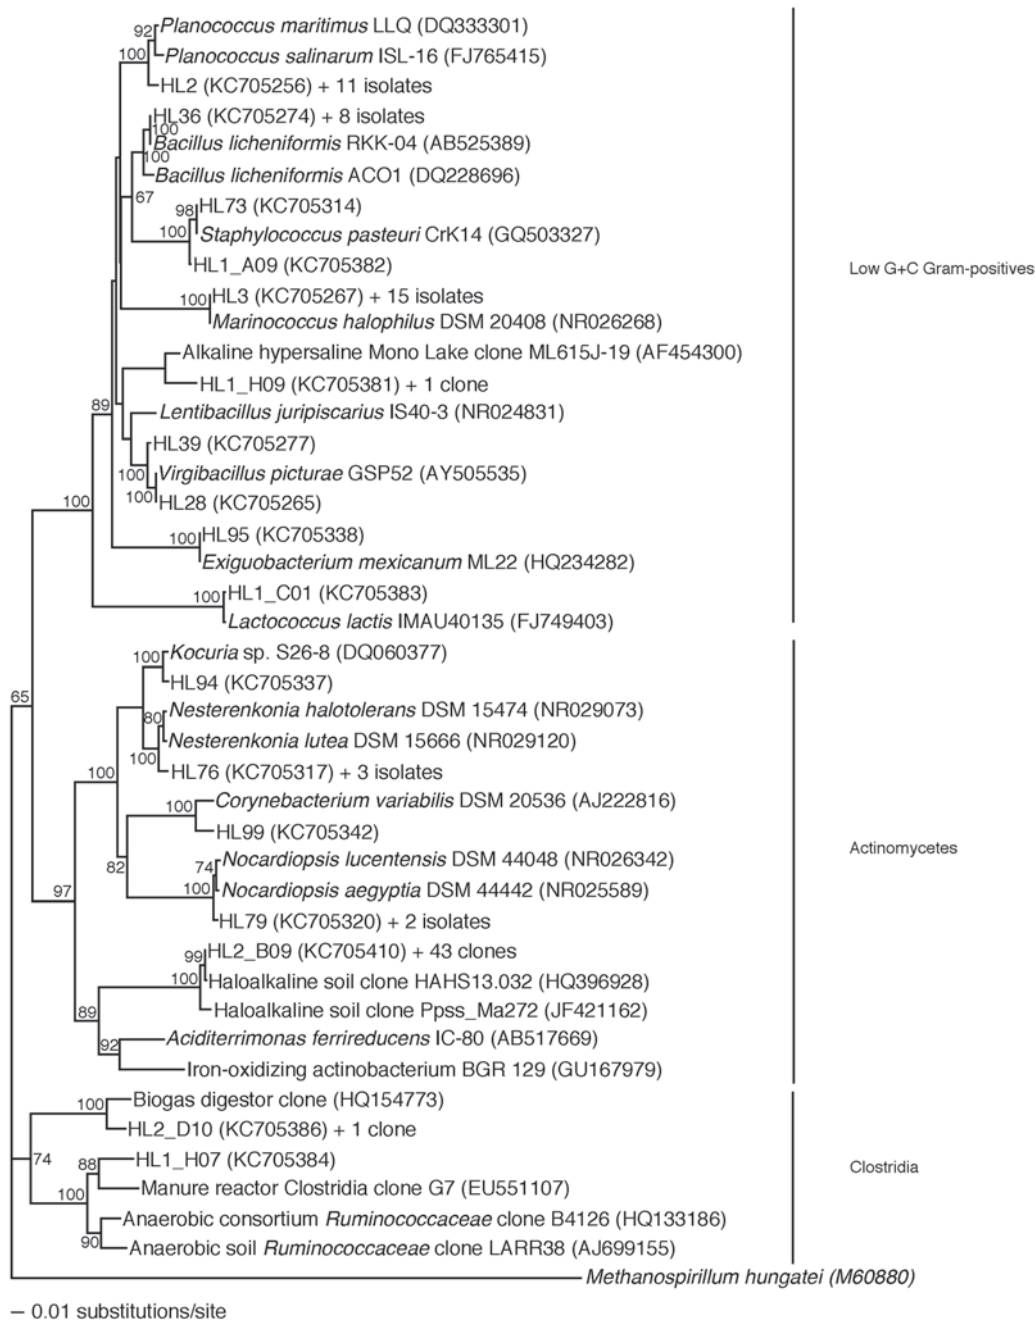 92 Planococcus maritimus LLQ (DQ333301)
Planococcus salinarum ISL-16 (FJ765415)
100
HL2 (KC705256) + 11 isolates
HL36 (KC705274) + 8 isolates
100
Bacillus licheniformis RKK-04 (AB525389)
100
Bacillus licheniformis ACO1 (DQ228696)
67
98 HL73 (KC705314)
100 Staphylococcus pasteuri CrK14 (GQ503327)
HL1_A09 (KC705382)
Low G+C Gram-positives
100 HL3 (KC705267) + 15 isolates
Marinococcus halophilus DSM 20408 (NR026268)
Alkaline hypersaline Mono Lake clone ML615J-19 (AF454300)
HL1_H09 (KC705381) + 1 clone
89
Lentibacillus juripiscarius IS40-3 (NR024831)
HL39 (KC705277)
100 Virgibacillus picturae GSP52 (AY505535)
100 HL28 (KC705265)
100
100 HL95 (KC705338)
Exiguobacterium mexicanum ML22 (HQ234282)
100 HL1_C01 (KC705383)
Lactococcus lactis IMAU40135 (FJ749403)
100 Kocuria sp. S26-8 (DQ060377)
HL94 (KC705337)
65
80 Nesterenkonia halotolerans DSM 15474 (NR029073)
Nesterenkonia lutea DSM 15666 (NR029120)
100
HL76 (KC705317) + 3 isolates
100
100 Corynebacterium variabilis DSM 20536 (AJ222816)
HL99 (KC705342)
Actinomycetes
82
74 Nocardiopsis lucentensis DSM 44048 (NR026342)
100 Nocardiopsis aegyptia DSM 44442 (NR025589)
97
HL79 (KC705320) + 2 isolates
99 HL2_B09 (KC705410) + 43 clones
100 Haloalkaline soil clone HAHS13.032 (HQ396928)
Haloalkaline soil clone Ppss_Ma272 (JF421162)
89
Aciditerrimonas ferrireducens IC-80 (AB517669)
92
Iron-oxidizing actinobacterium BGR 129 (GU167979)
100 Biogas digestor clone (HQ154773)
HL2_D10 (KC705386) + 1 clone
74
88 HL1_H07 (KC705384)
Clostridia
Manure reactor Clostridia clone G7 (EU551107)
100
Anaerobic consortium Ruminococcaceae clone B4126 (HQ133186)
90 Anaerobic soil Ruminococcaceae clone LARR38 (AJ699155)
Methanospirillum hungatei (M60880)
0.01 substitutions/site